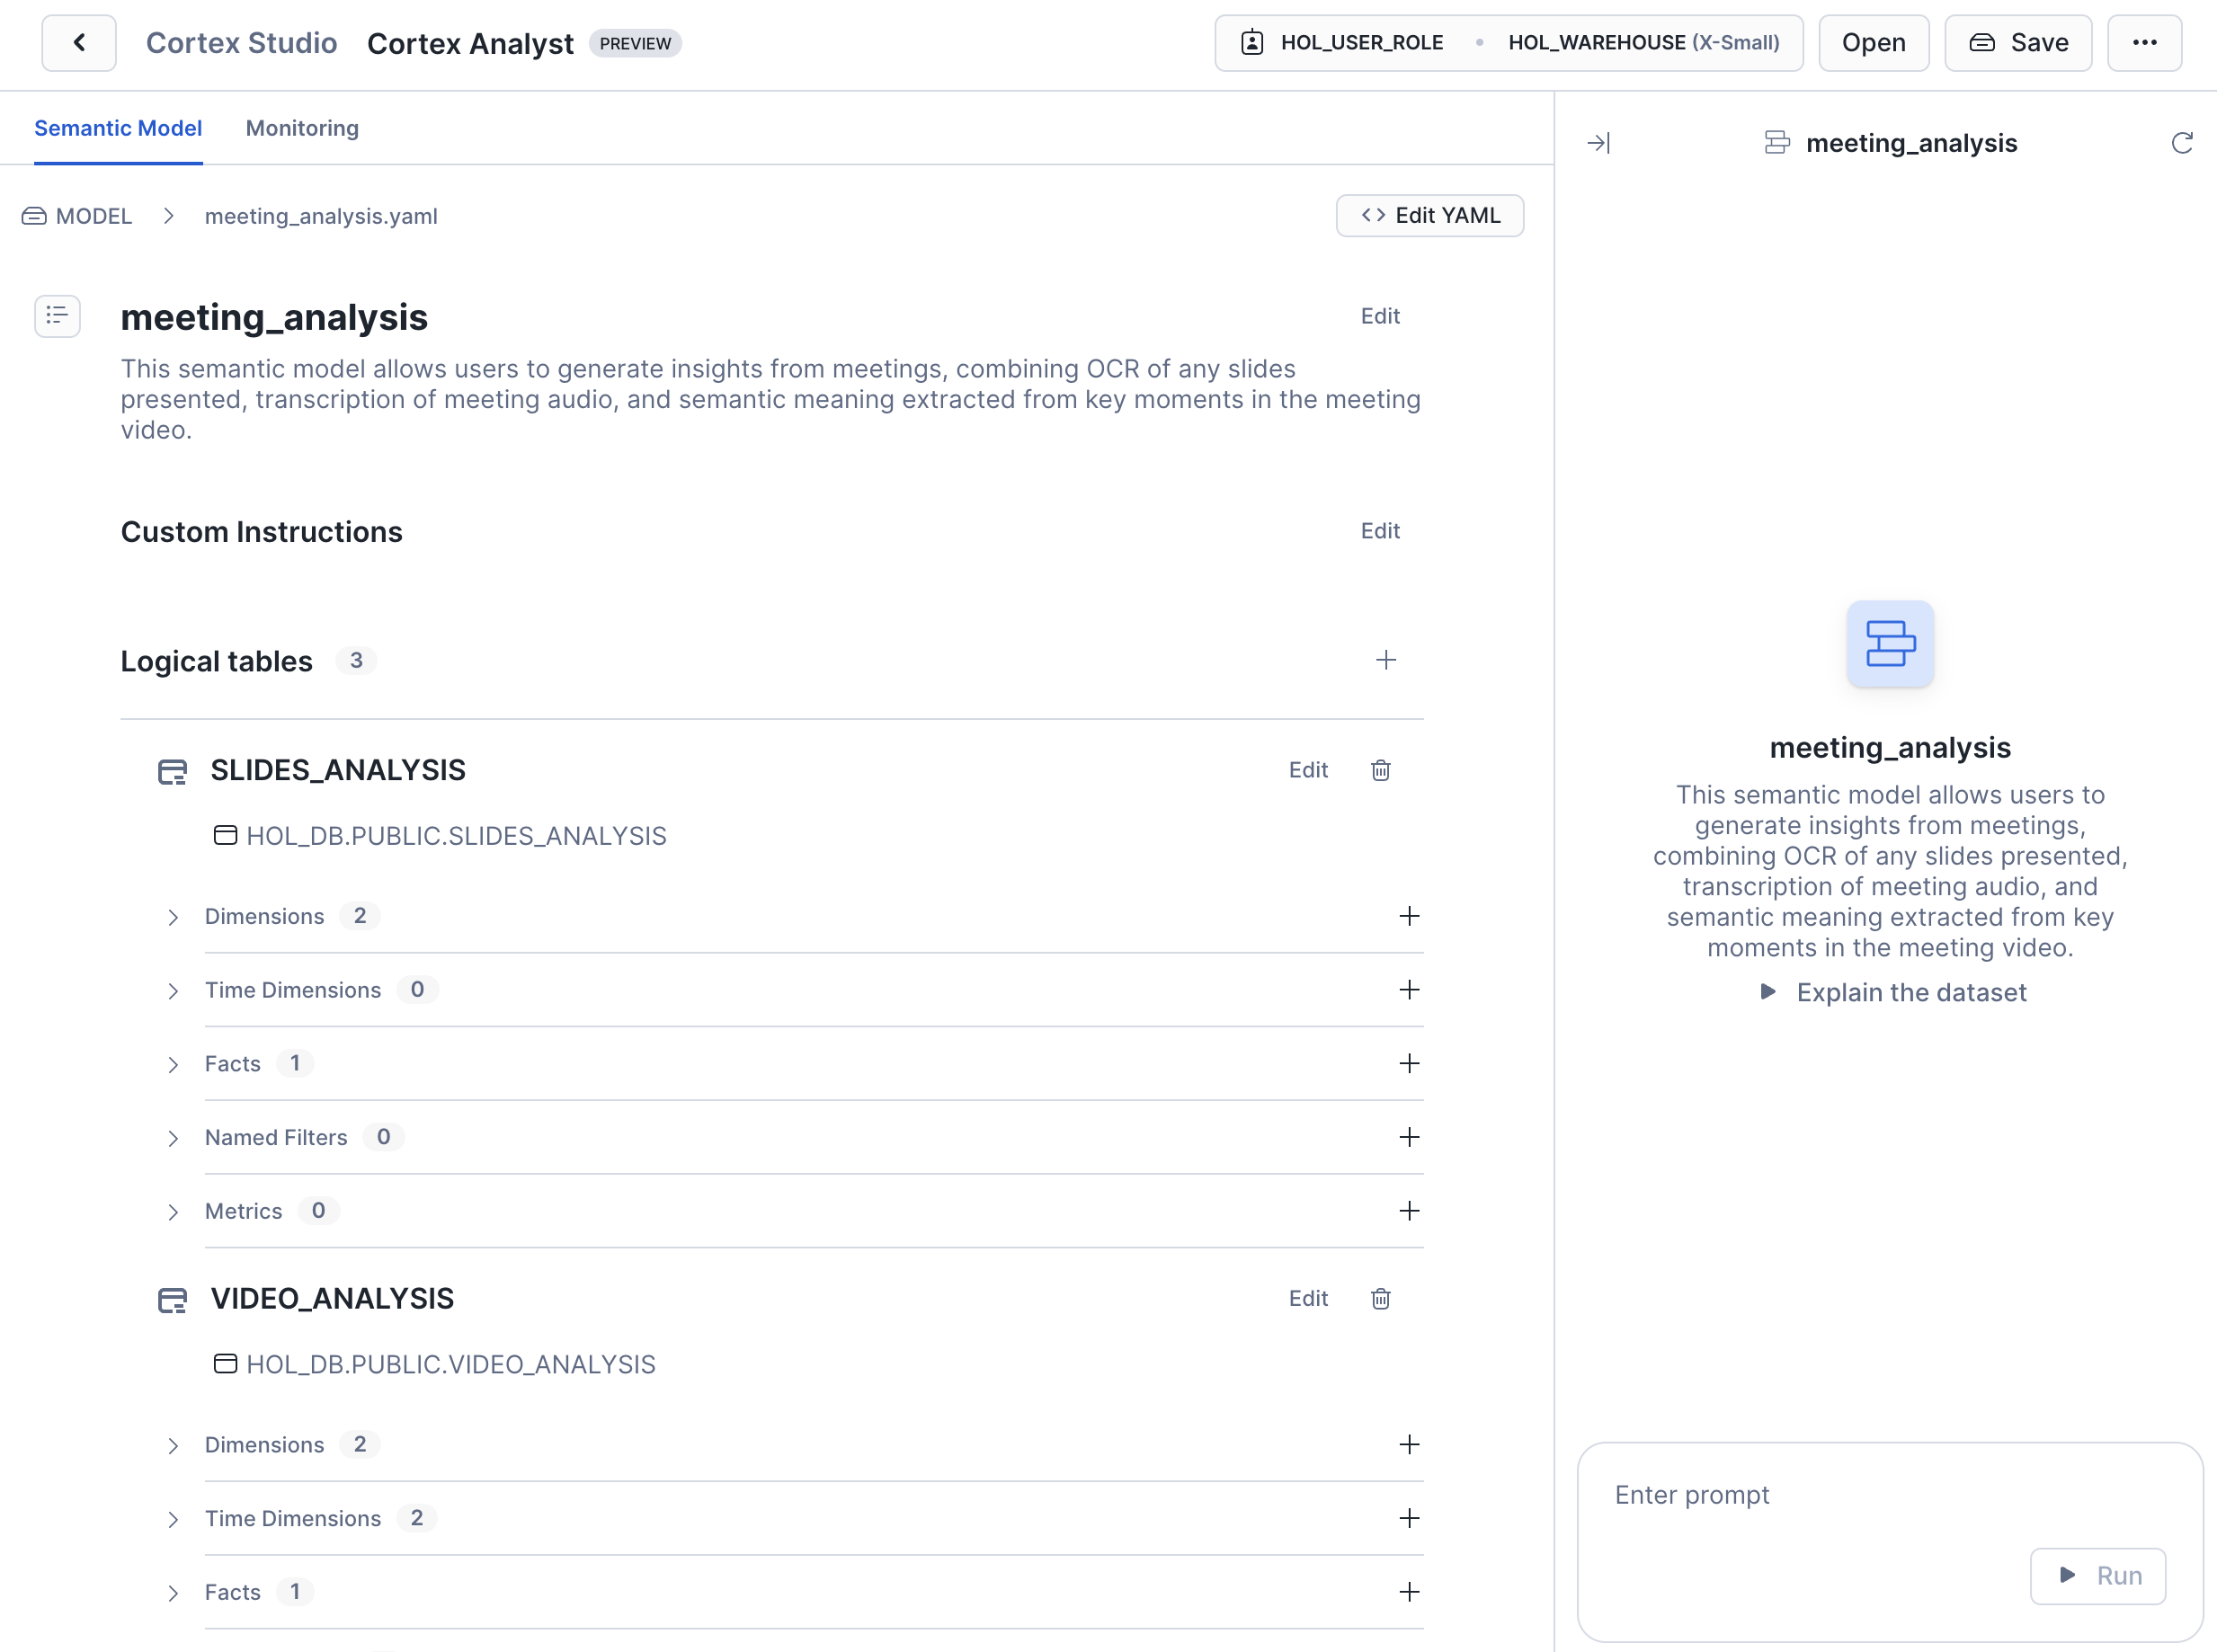 Cortex Studio Cortex Analyst PREVIEW
HOL_USER_ROLE • HOL_WAREHOUSE (X-Small)
Open
Save
Semantic Model
Monitoring
MODEL > meeting_analysis.yaml
Edit YAML
meeting_analysis
Edit
This semantic model allows users to generate insights from meetings, combining OCR of any slides
presented, transcription of meeting audio, and semantic meaning extracted from key moments in the meeting
video.
Custom Instructions
Edit
Logical tables 3
SLIDES_ANALYSIS
Edit
HOL_DB.PUBLIC.SLIDES_ANALYSIS
Dimensions 2
Time Dimensions 0
Facts 1
Named Filters 0
Metrics 0
VIDEO_ANALYSIS
Edit
HOL_DB.PUBLIC.VIDEO_ANALYSIS
Dimensions 2
Time Dimensions 2
Facts 1
meeting_analysis
meeting_analysis
This semantic model allows users to
generate insights from meetings,
combining OCR of any slides presented,
transcription of meeting audio, and
semantic meaning extracted from key
moments in the meeting video.
Explain the dataset
Enter prompt
Run